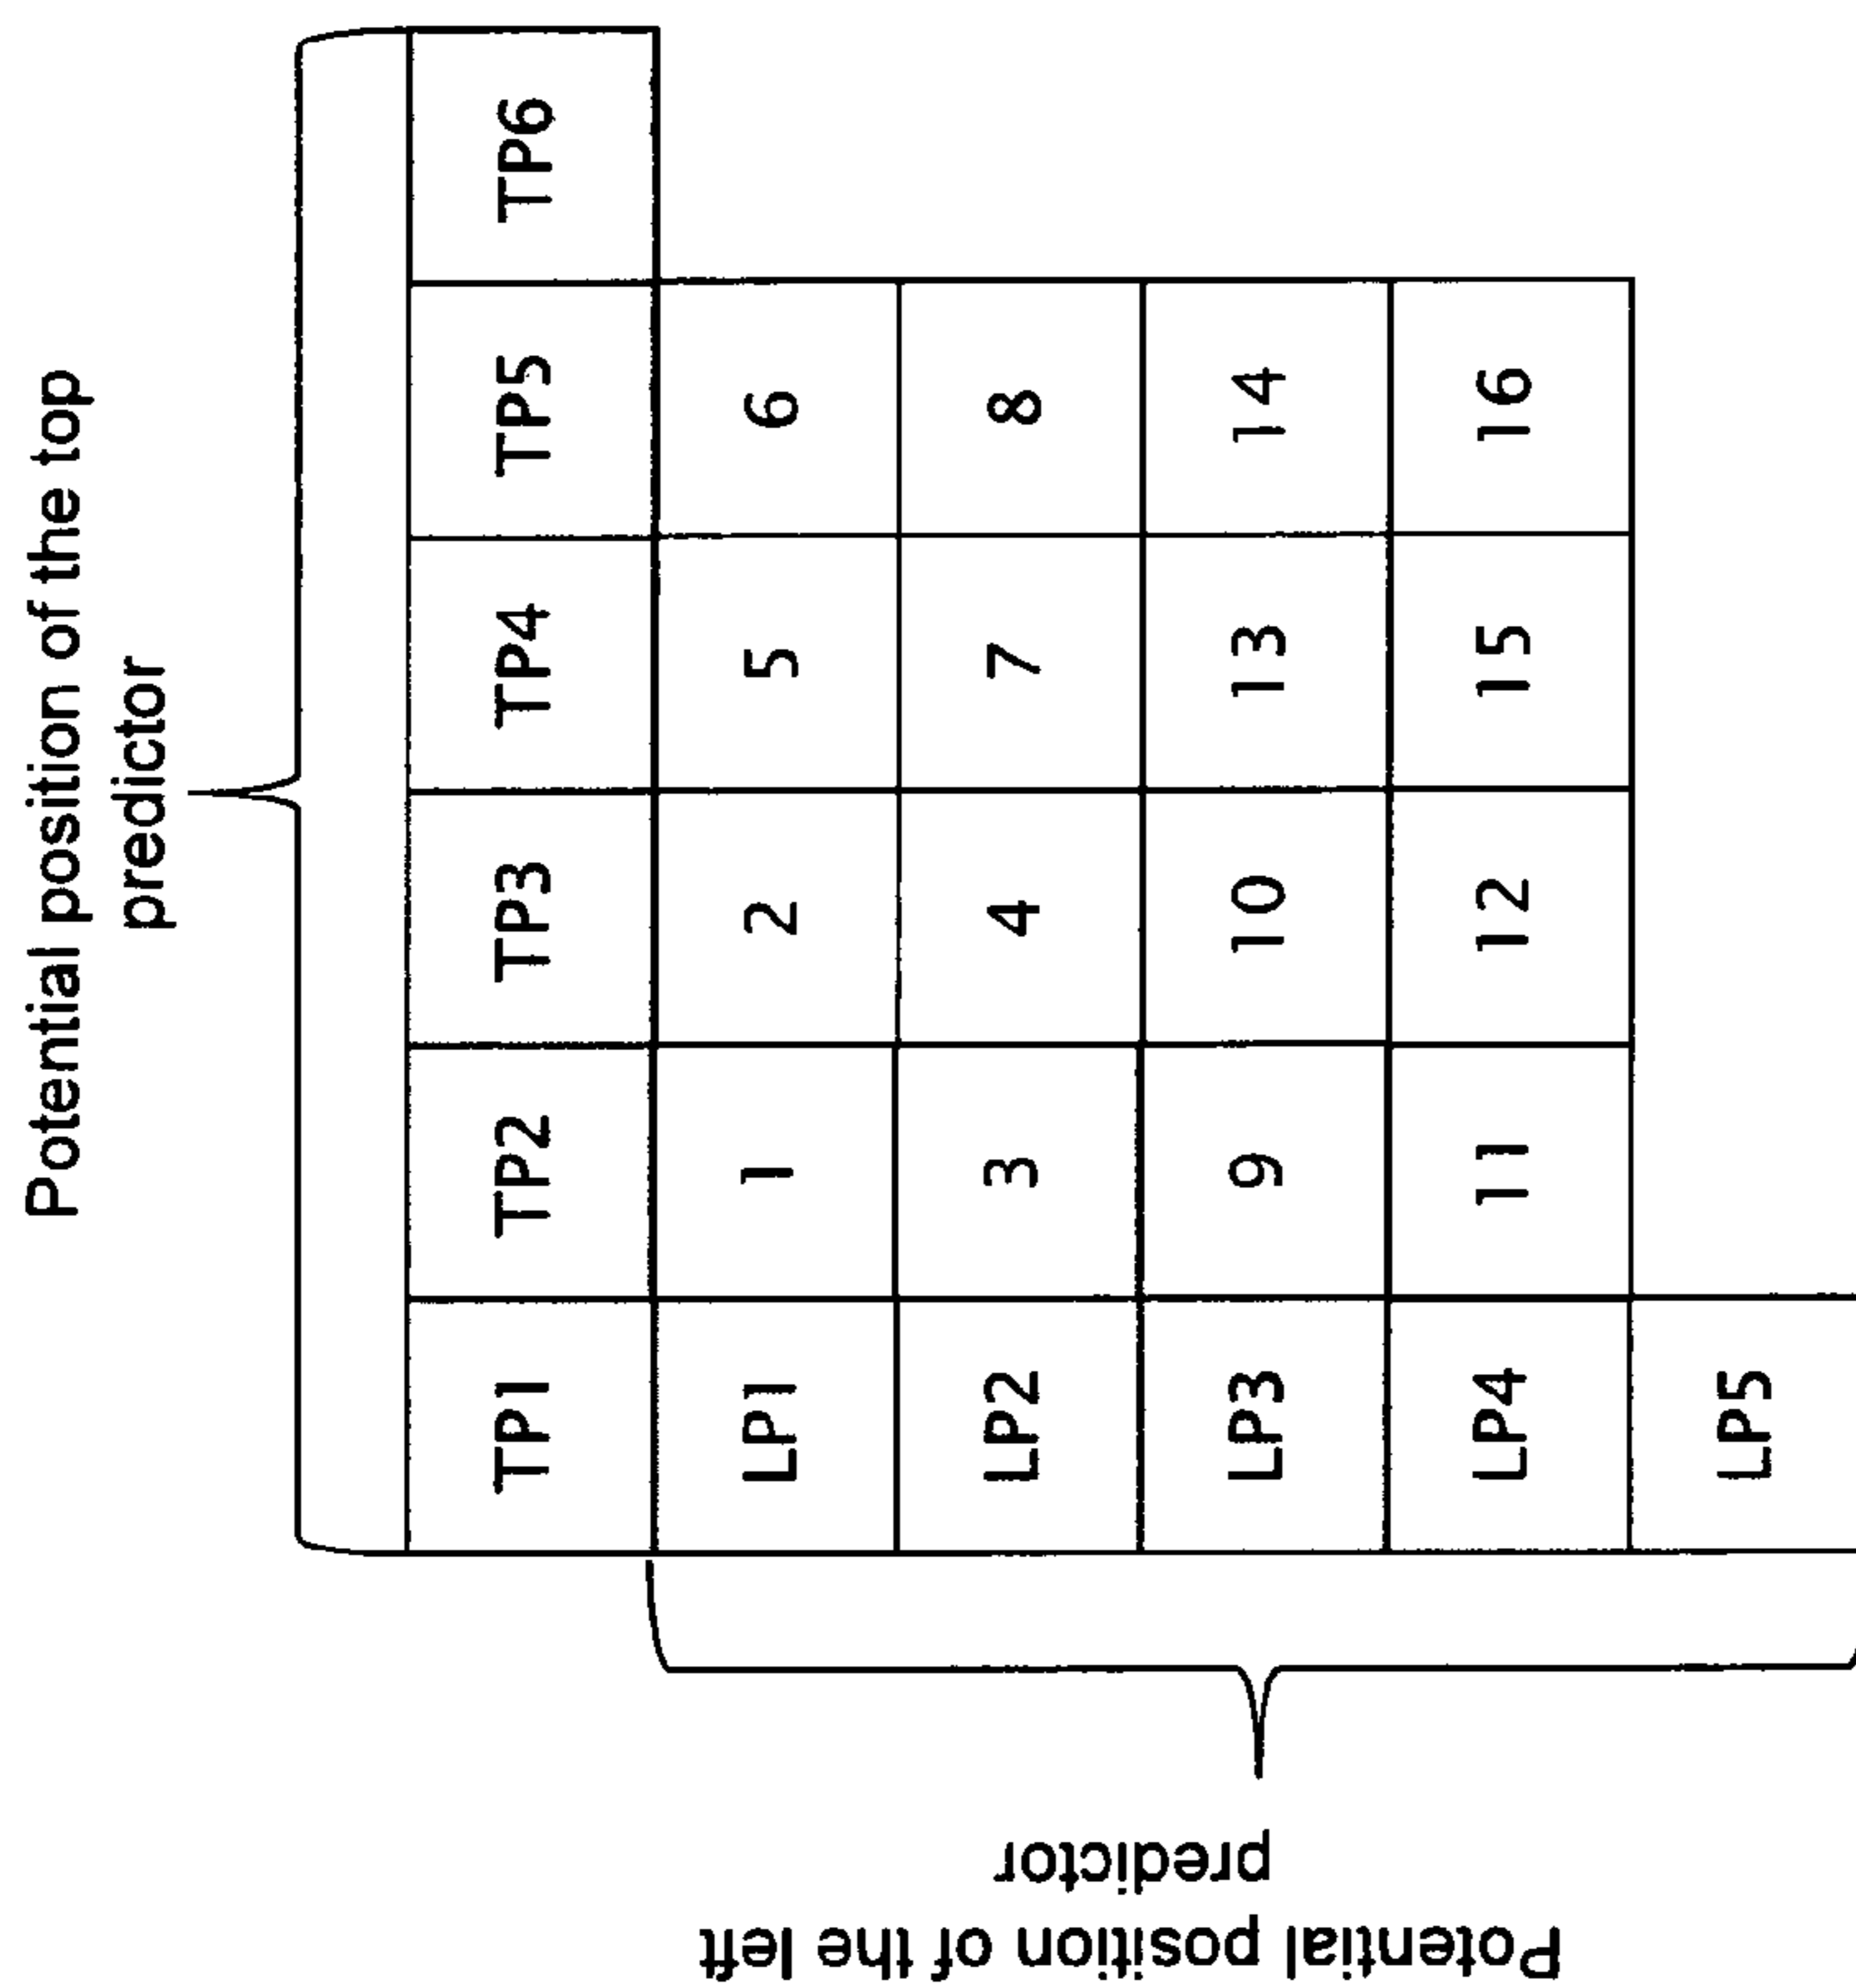 Potential position of the top
predictor
TP1 TP2 TP3 TP4 TP5 TP6
LP1 1 2 5 6
LP2 3 4 7 8
LP3 9 10 13 14
LP4 11 12 15 16
LP5
Potential position of the left
predictor